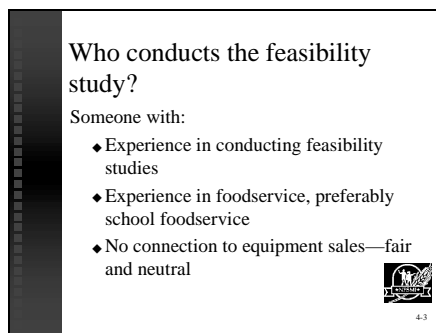 Who conducts the feasibility
study?
Someone with:
◆ Experience in conducting feasibility
studies
◆ Experience in foodservice, preferably
school foodservice
◆ No connection to equipment sales—fair
and neutral
NFSMI
4-3